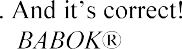 . And it's correct!
BABOK®